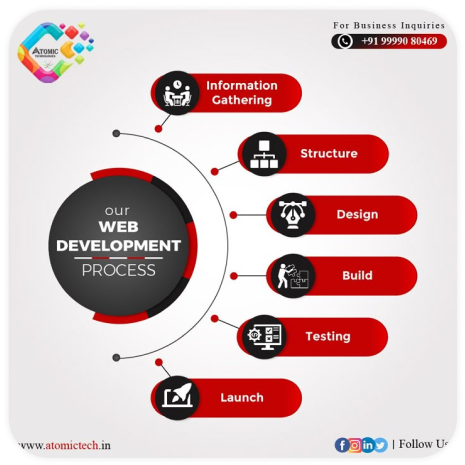 ATOMIC
For Business Inquiries
+91 99990 80469
Information
Gathering
Structure
our
WEB
DEVELOPMENT
PROCESS
Design
Build
Testing
Launch
www.atomictech.in
| Follow Us